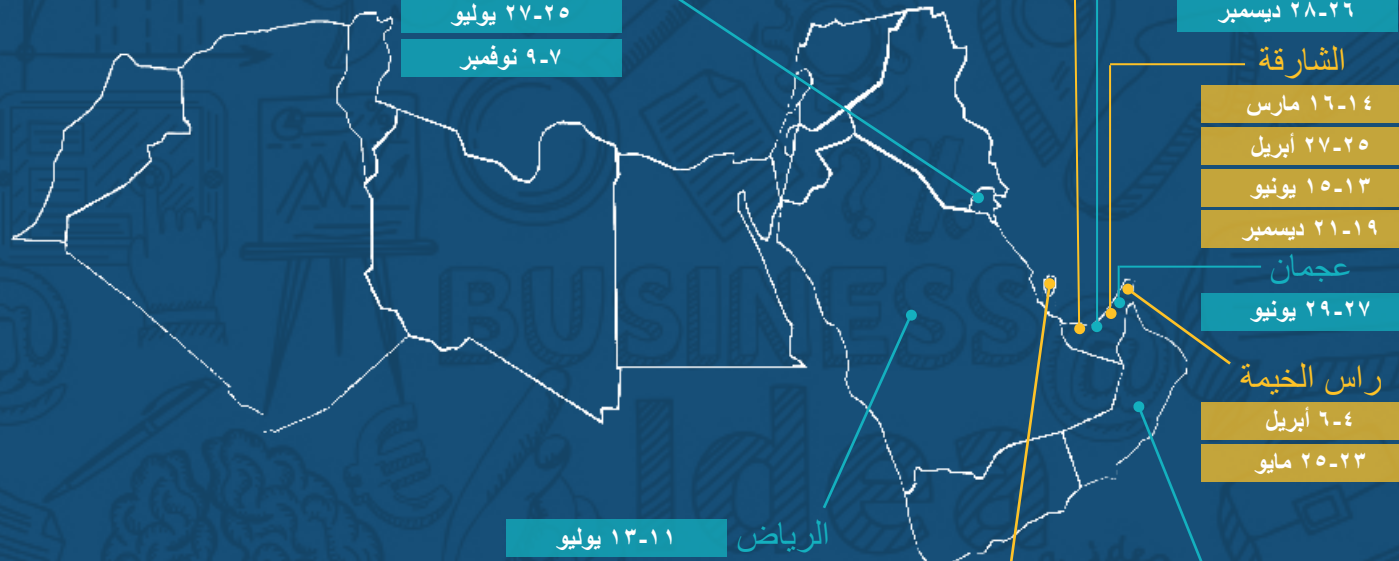 ٢٥-٢٧ يوليو
٧-٩ نوفمبر
٢٦-٢٨ ديسمبر
الشارقة
١٤-١٦ مارس
٢٥-٢٧ أبريل
١٣-١٥ يونيو
١٩-٢١ ديسمبر
عجمان
٢٧-٢٩ يونيو
راس الخيمة
٤-٦ أبريل
٢٣-٢٥ مايو
الرياض
١١-١٣ يوليو
BUSINESS
Idea